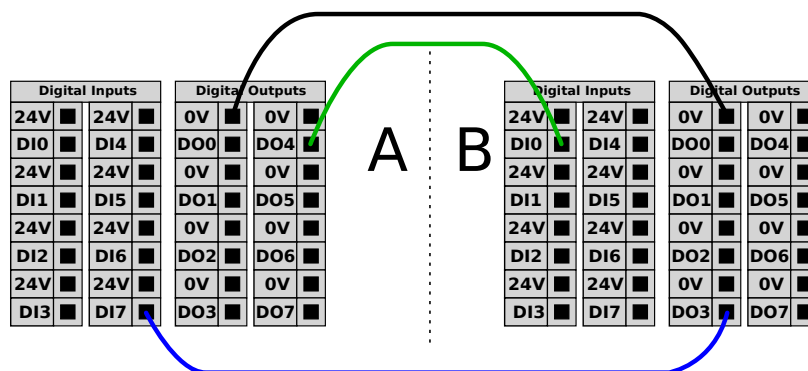 Digital Inputs Digital Outputs Digital Inputs Digital Outputs
24V 24V 0V 0V 24V 24V 0V 0V
DI0 DI4 DO0 DO4 A B DI0 DI4 DO0 DO4
24V 24V 0V 0V 24V 24V 0V 0V
DI1 DI5 DO1 DO5 DI1 DI5 DO1 DO5
24V 24V 0V 0V 24V 24V 0V 0V
DI2 DI6 DO2 DO6 DI2 DI6 DO2 DO6
24V 24V 0V 0V 24V 24V 0V 0V
DI3 DI7 DO3 DO7 DI3 DI7 DO3 DO7